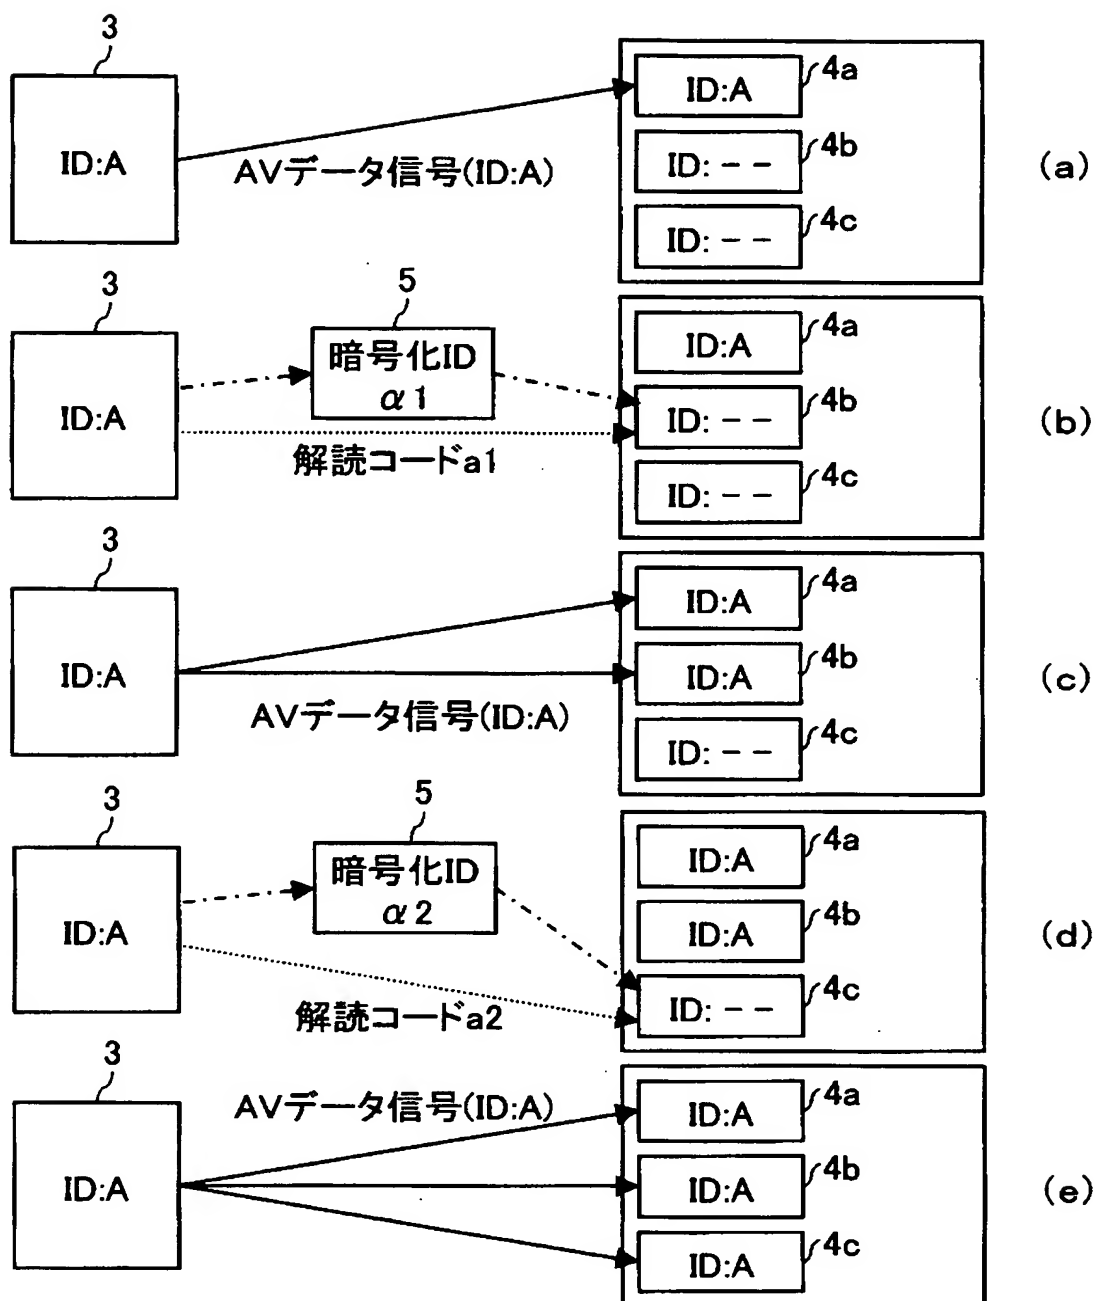 3
ID:A
AVデータ信号(ID:A)
ID:A
4a
ID: --
4b
ID: --
4c
(a)
3
ID:A
5
暗号化ID
α1
解読コードa1
ID:A
4a
ID: --
4b
ID: --
4c
(b)
3
ID:A
AVデータ信号(ID:A)
ID:A
4a
ID:A
4b
ID: --
4c
(c)
3
ID:A
5
暗号化ID
α2
解読コードa2
ID:A
4a
ID:A
4b
ID: --
4c
(d)
3
ID:A
AVデータ信号(ID:A)
ID:A
4a
ID:A
4b
ID:A
4c
(e)